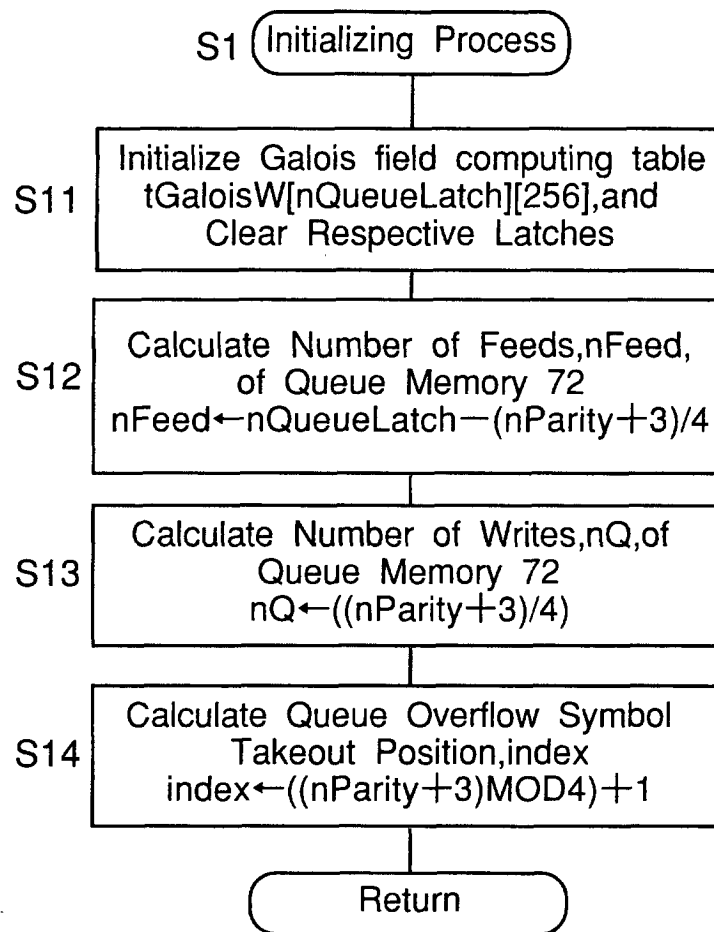 S1 Initializing Process
Initialize Galois field computing table
S11 tGaloisW[nQueueLatch][256],and
Clear Respective Latches
Calculate Number of Feeds,nFeed,
S12 of Queue Memory 72
nFeed←nQueueLatch−(nParity+3)/4
Calculate Number of Writes,nQ,of
S13 Queue Memory 72
nQ←((nParity+3)/4)
Calculate Queue Overflow Symbol
S14 Takeout Position,index
index←((nParity+3)MOD4)+1
Return